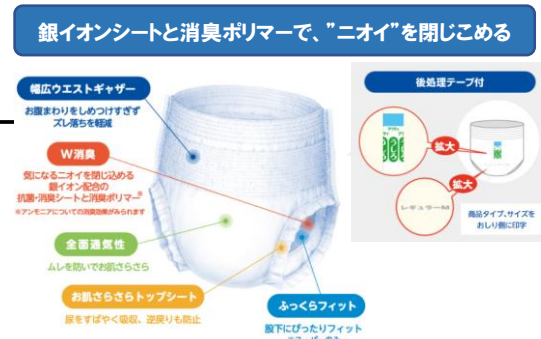 銀イオンシートと消臭ポリマーで、”ニオイ”を閉じこめる
幅広ウエストギャザー
お腹まわりをしめつけすぎず
ズレ落ちを軽減
W消臭
気になるニオイを閉じ込める
銀イオン配合の
抗菌・消臭シートと消臭ポリマー※
※アンモニアについての消臭効果がみられます
全面通気性
ムレを防いでお肌さらさら
お肌さらさらトップシート
尿をすばやく吸収、逆戻りも防止
ふっくらフィット
股下にぴったりフィット
後処理テープ付
拡大
拡大
レギュラーM
商品タイプ、サイズを
おしり側に印字